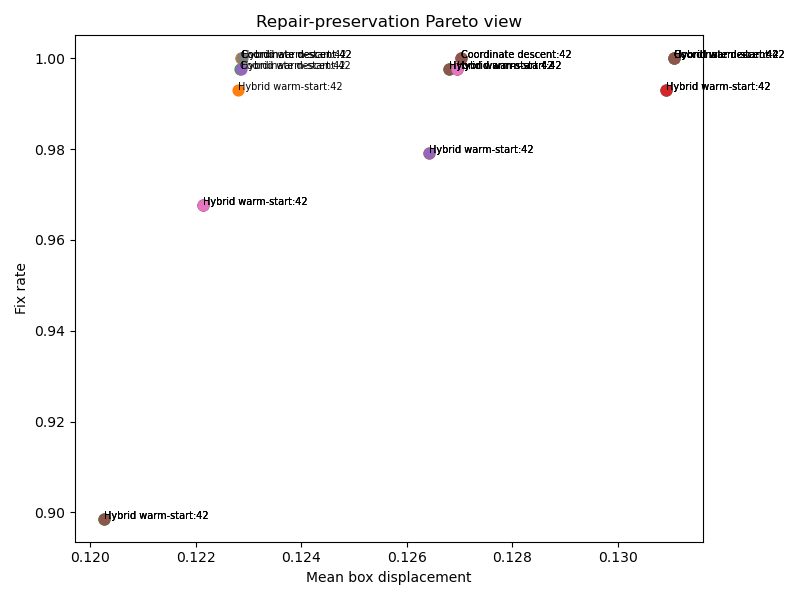 Repair-preservation Pareto view
1.00
0.98
0.96
0.94
0.92
0.90
Fix rate
Coordinate descent:42
Hybrid warm-start:42
Hybrid warm-start:42
Hybrid warm-start:42
Hybrid warm-start:42
Hybrid warm-start:42
Hybrid warm-start:42
0.120
0.122
0.124
0.126
0.128
0.130
Mean box displacement